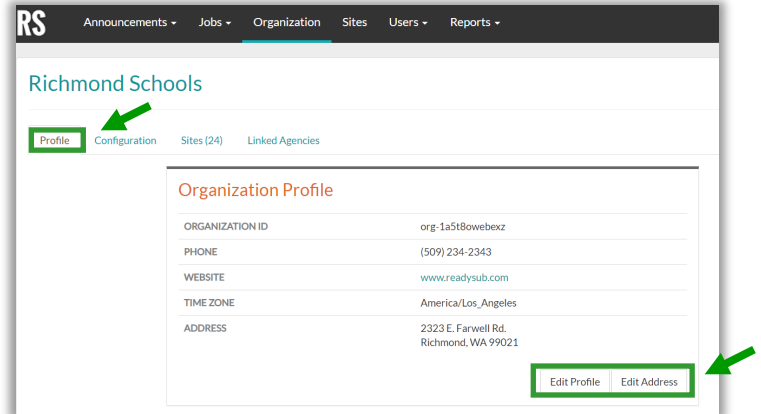 RS Announcements Jobs Organization Sites Users Reports
Richmond Schools
Profile Configuration Sites (24) Linked Agencies
Organization Profile
ORGANIZATION ID org-1a5t8owebexz
PHONE (509) 234-2343
WEBSITE www.readysub.com
TIME ZONE America/Los_Angeles
ADDRESS 2323 E. Farwell Rd.
Richmond, WA 99021
Edit Profile Edit Address